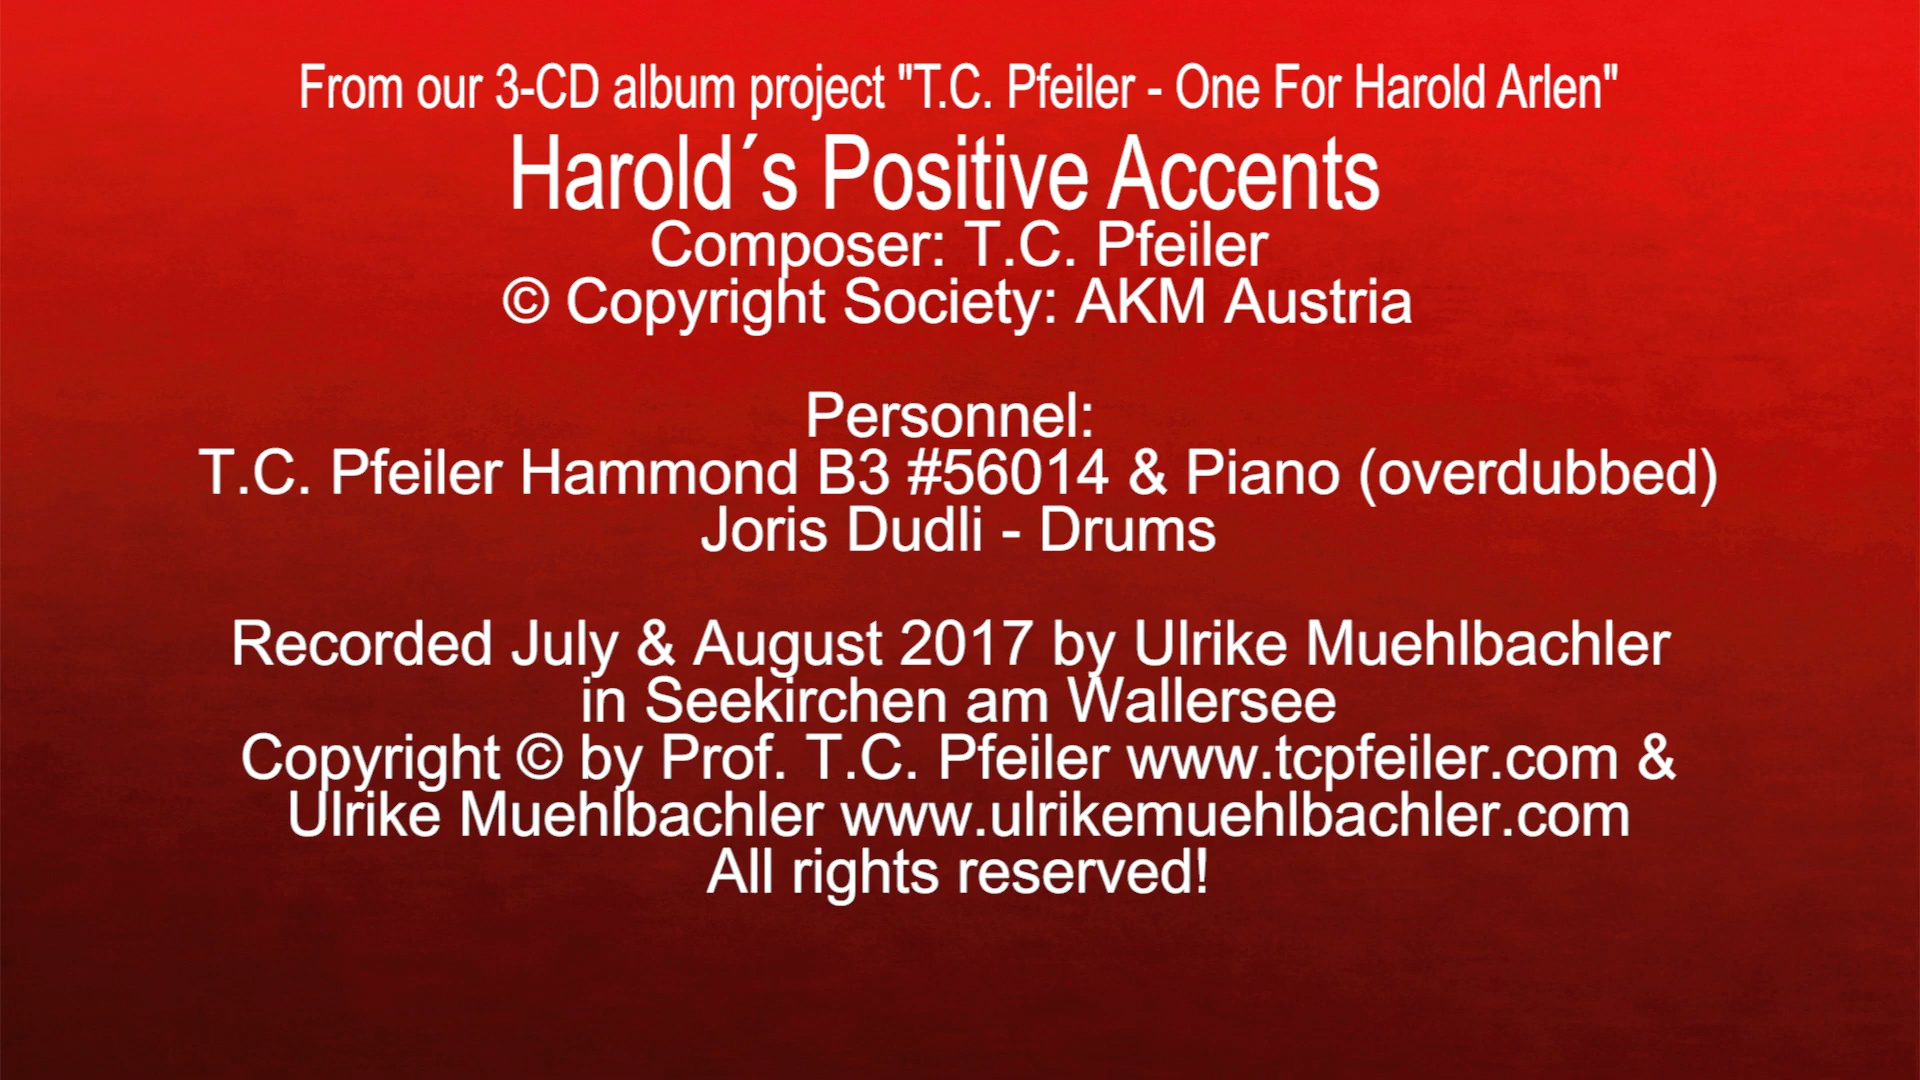 From our 3-CD album project "T.C. Pfeiler - One For Harold Arlen"
Harold´s Positive Accents
Composer: T.C. Pfeiler
© Copyright Society: AKM Austria
Personnel:
T.C. Pfeiler Hammond B3 #56014 & Piano (overdubbed)
Joris Dudli - Drums
Recorded July & August 2017 by Ulrike Muehlbachler
in Seekirchen am Wallersee
Copyright © by Prof. T.C. Pfeiler www.tcpfeiler.com &
Ulrike Muehlbachler www.ulrikemuehlbachler.com
All rights reserved!